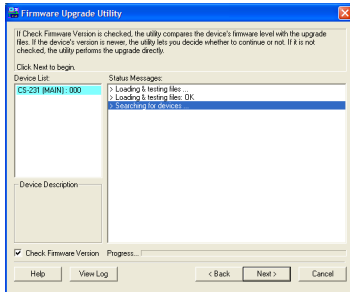 Firmware Upgrade Utility
If Check Firmware Version is checked, the utility compares the device's firmware level with the upgrade
files. If the device's version is newer, the utility lets you decide whether to continue or not. If it is not
checked, the utility performs the upgrade directly.
Click Next to begin.
Device List:
Status Messages:
CS-231 (MAIN) : 000
> Loading & testing files ...
> Loading & testing files: OK
> Searching for devices ...
Device Description
Check Firmware Version
Progress...
Help
View Log
< Back
Next >
Cancel